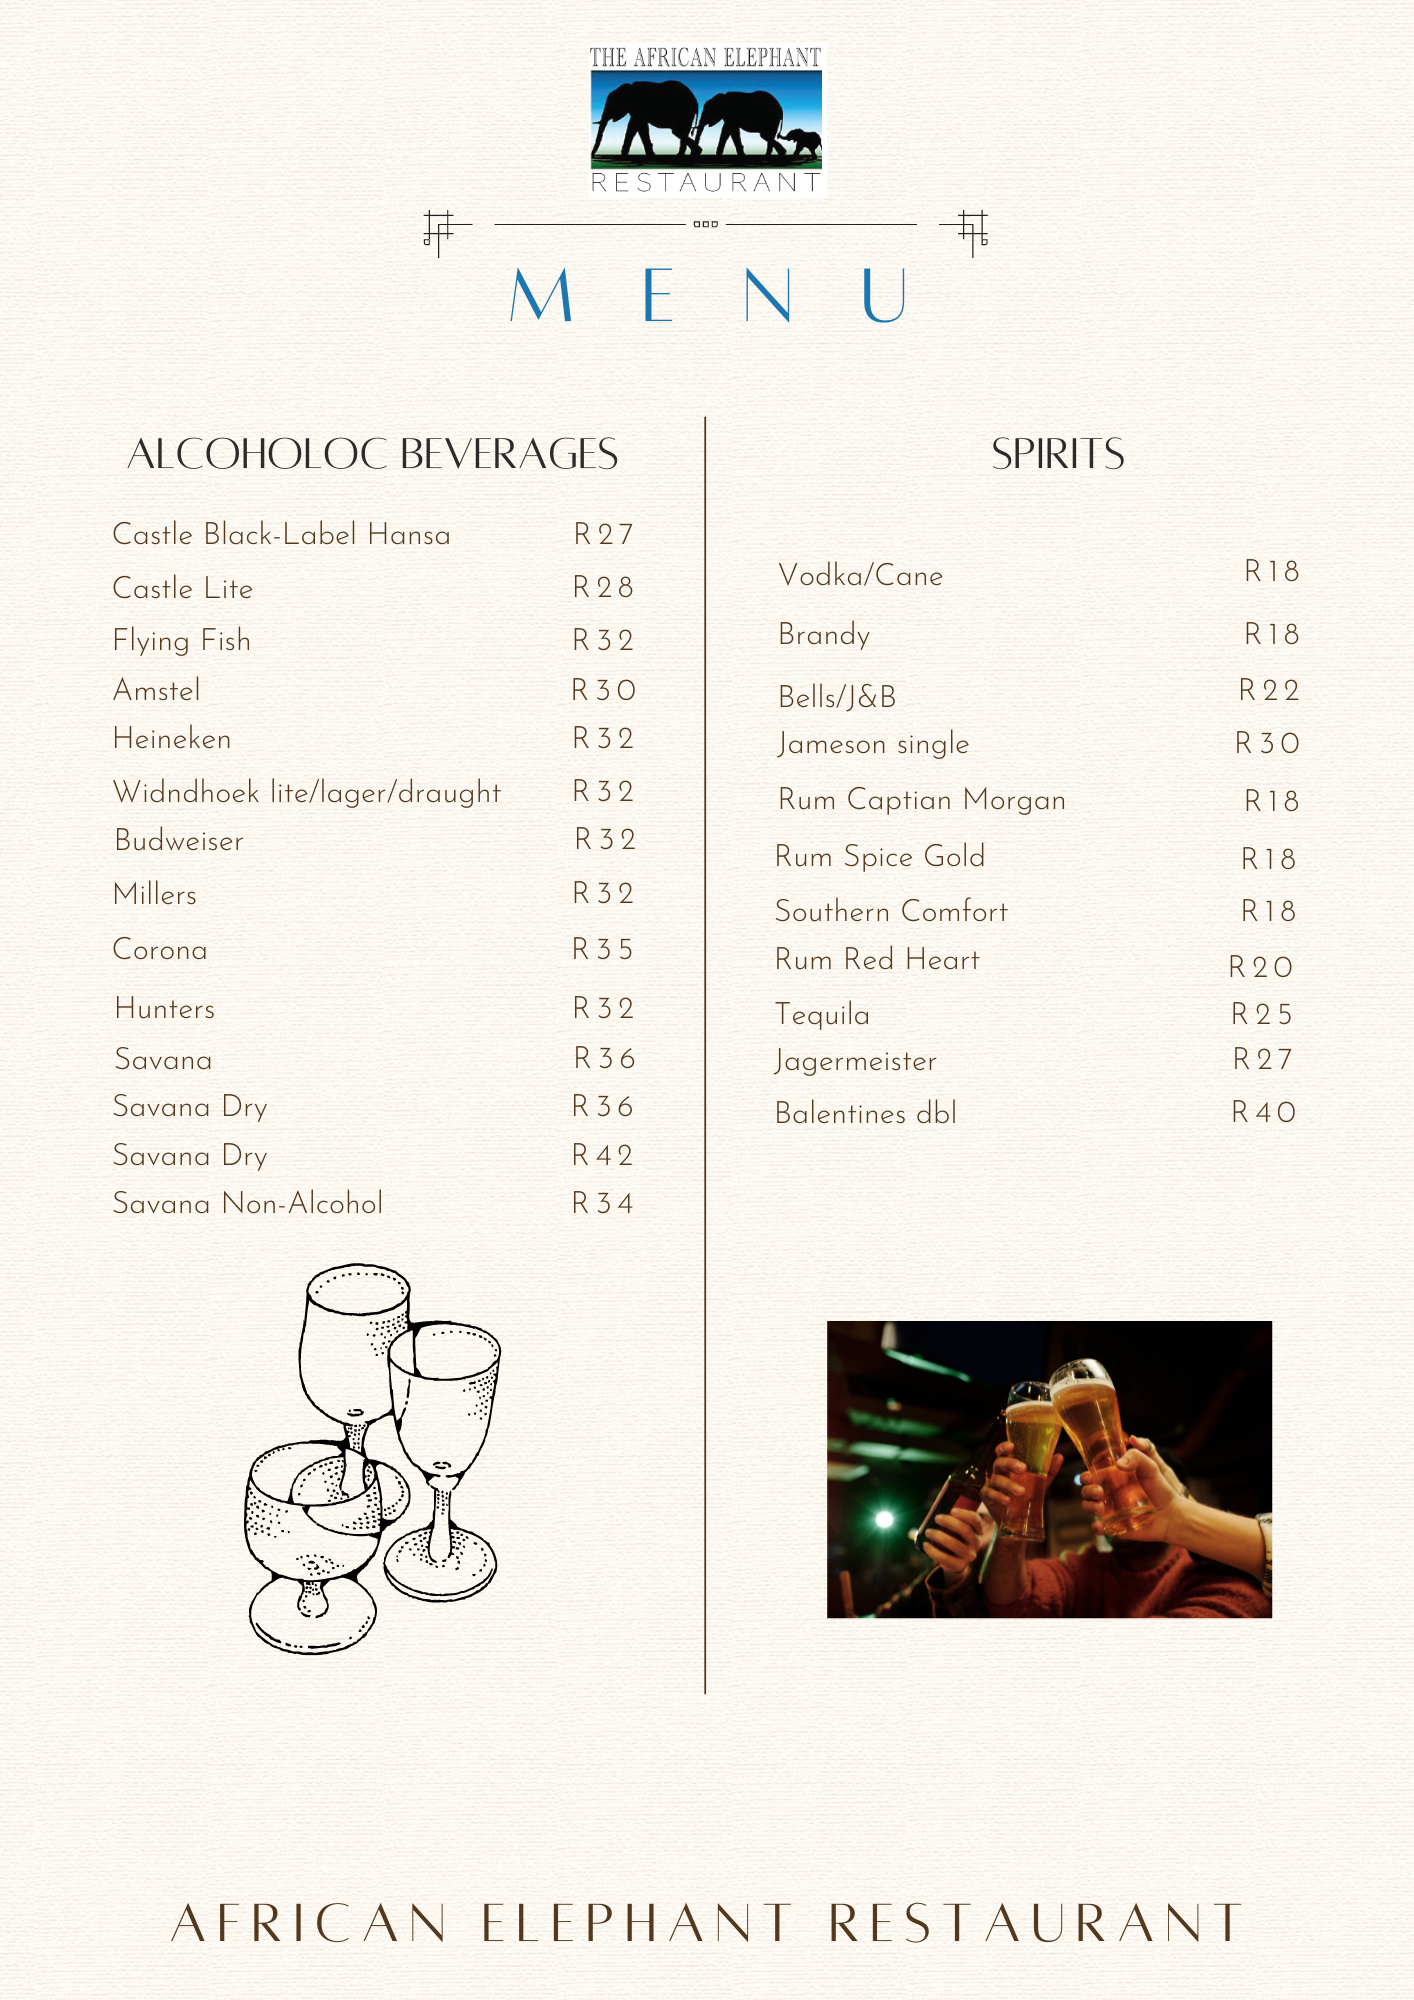 THE AFRICAN ELEPHANT
RESTAURANT
MENU
ALCOHOLOC BEVERAGES
Castle Black-Label Hansa R27
Castle Lite R28
Flying Fish R32
Amstel R30
Heineken R32
Widndhoek lite/lager/draught R32
Budweiser R32
Millers R32
Corona R35
Hunters R32
Savana R36
Savana Dry R36
Savana Dry R42
Savana Non-Alcohol R34
SPIRITS
Vodka/Cane R18
Brandy R18
Bells/J&B R22
Jameson single R30
Rum Captian Morgan R18
Rum Spice Gold R18
Southern Comfort R18
Rum Red Heart R20
Tequila R25
Jagermeister R27
Balentines dbl R40
AFRICAN ELEPHANT RESTAURANT